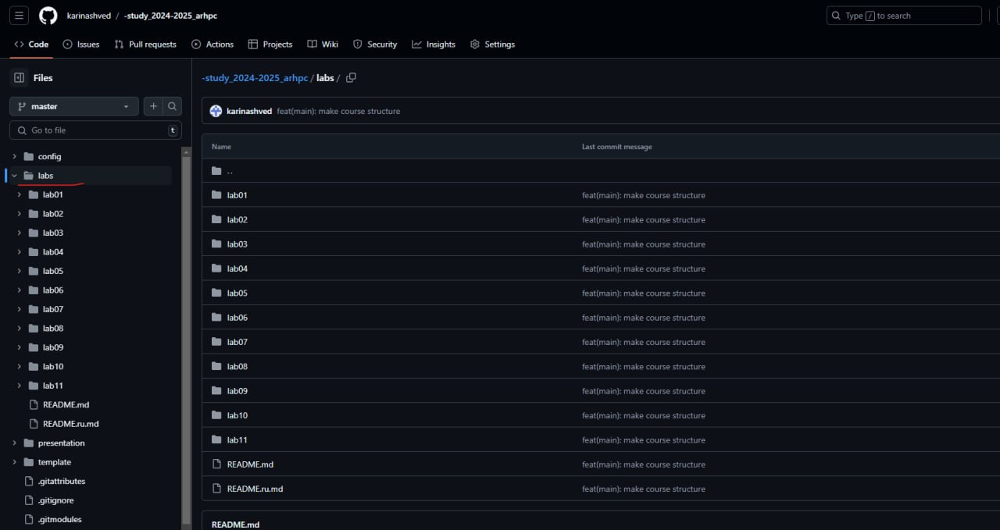 karinashved / -study_2024-2025_arhpc
Type / to search
Code Issues Pull requests Actions Projects Wiki Security Insights Settings
Files
master
Go to file t
config
labs
lab01
lab02
lab03
lab04
lab05
lab06
lab07
lab08
lab09
lab10
lab11
README.md
README.ru.md
presentation
template
.gitattributes
.gitignore
.gitmodules
-study_2024-2025_arhpc / labs /
karinashved feat(main): make course structure
Name Last commit message
..
lab01 feat(main): make course structure
lab02 feat(main): make course structure
lab03 feat(main): make course structure
lab04 feat(main): make course structure
lab05 feat(main): make course structure
lab06 feat(main): make course structure
lab07 feat(main): make course structure
lab08 feat(main): make course structure
lab09 feat(main): make course structure
lab10 feat(main): make course structure
lab11 feat(main): make course structure
README.md feat(main): make course structure
README.ru.md feat(main): make course structure
README.md